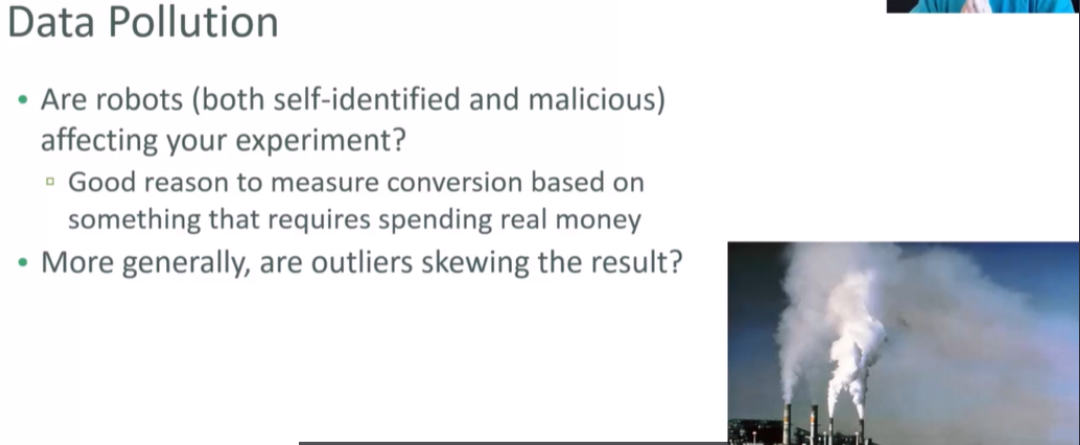 Data Pollution
• Are robots (both self-identified and malicious)
affecting your experiment?
▫ Good reason to measure conversion based on
something that requires spending real money
• More generally, are outliers skewing the result?